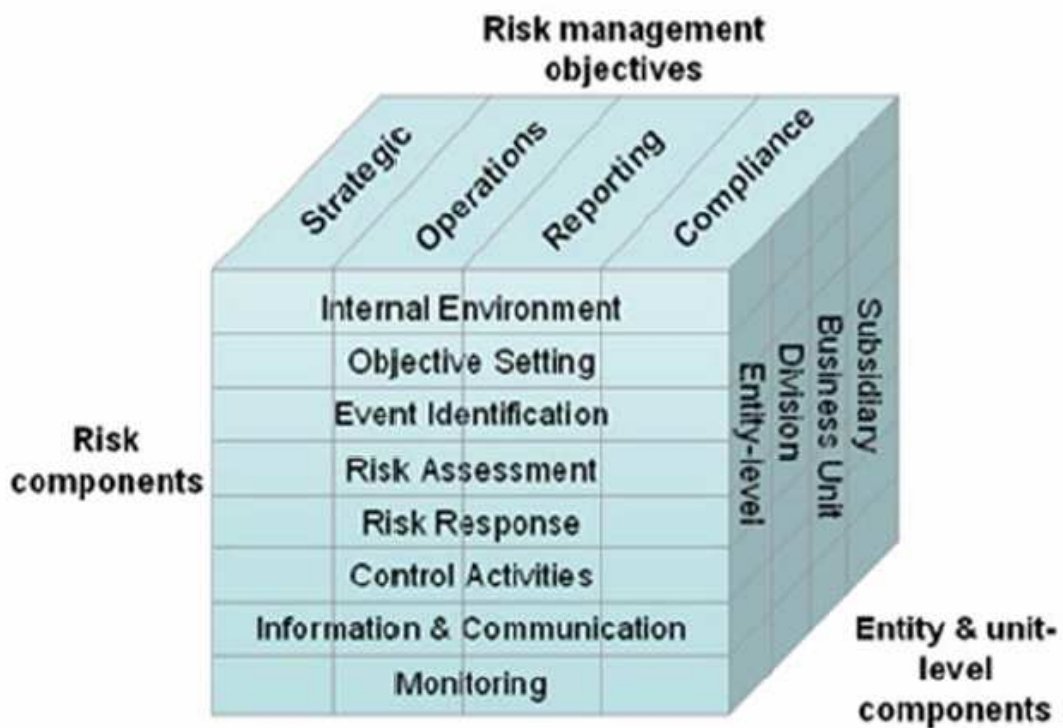 Risk management
objectives
Strategic
Operations
Reporting
Compliance
Internal Environment
Objective Setting
Event Identification
Risk Assessment
Risk Response
Control Activities
Information & Communication
Monitoring
Risk
components
Entity-level
Division
Business Unit
Subsidiary
Entity & unit-
level
components